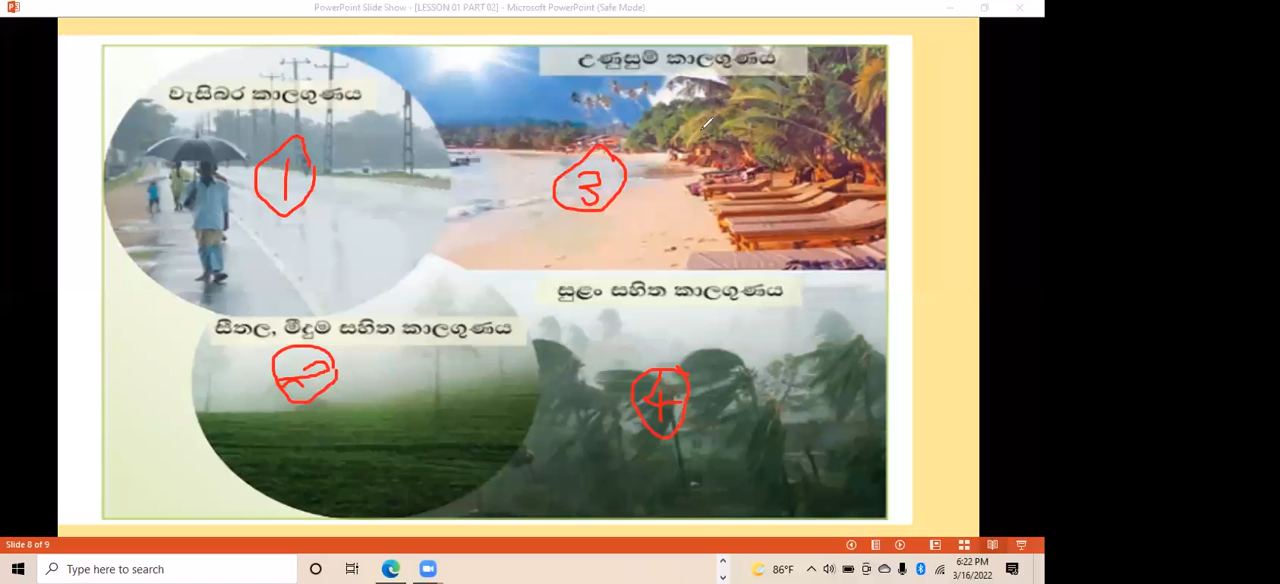 PowerPoint Slide Show - [LESSON 01 PART 02] - Microsoft PowerPoint (Safe Mode)
උණුසුම් කාලගුණය
වැසිබර කාලගුණය
1
3
සුළං සහිත කාලගුණය
සීතල, මීදුම සහිත කාලගුණය
2
4
Slide 8 of 9
Type here to search
86°F
6:22 PM
3/16/2022